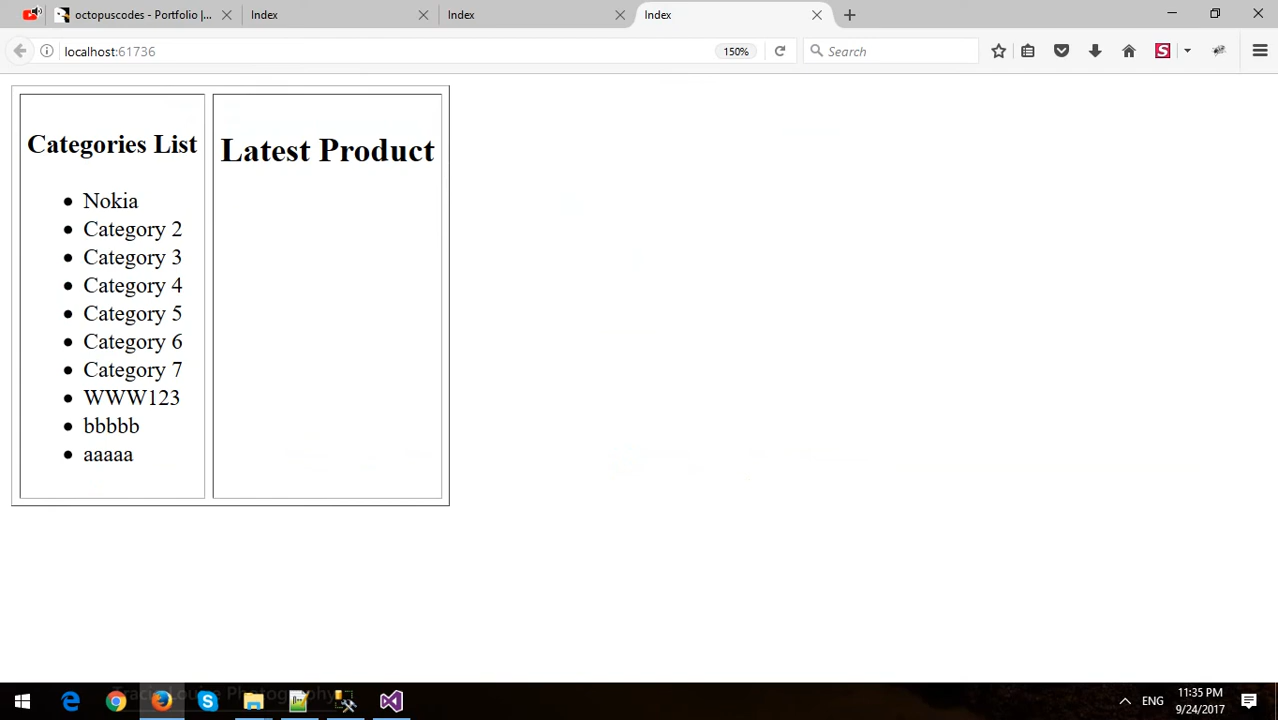 octopuscodes - Portfolio |...
Index
Index
Index
localhost:61736
150%
Search
S
Categories List
Nokia
Category 2
Category 3
Category 4
Category 5
Category 6
Category 7
WWW123
bbbbb
aaaaa
Latest Product
Photography
ENG
11:35 PM
9/24/2017